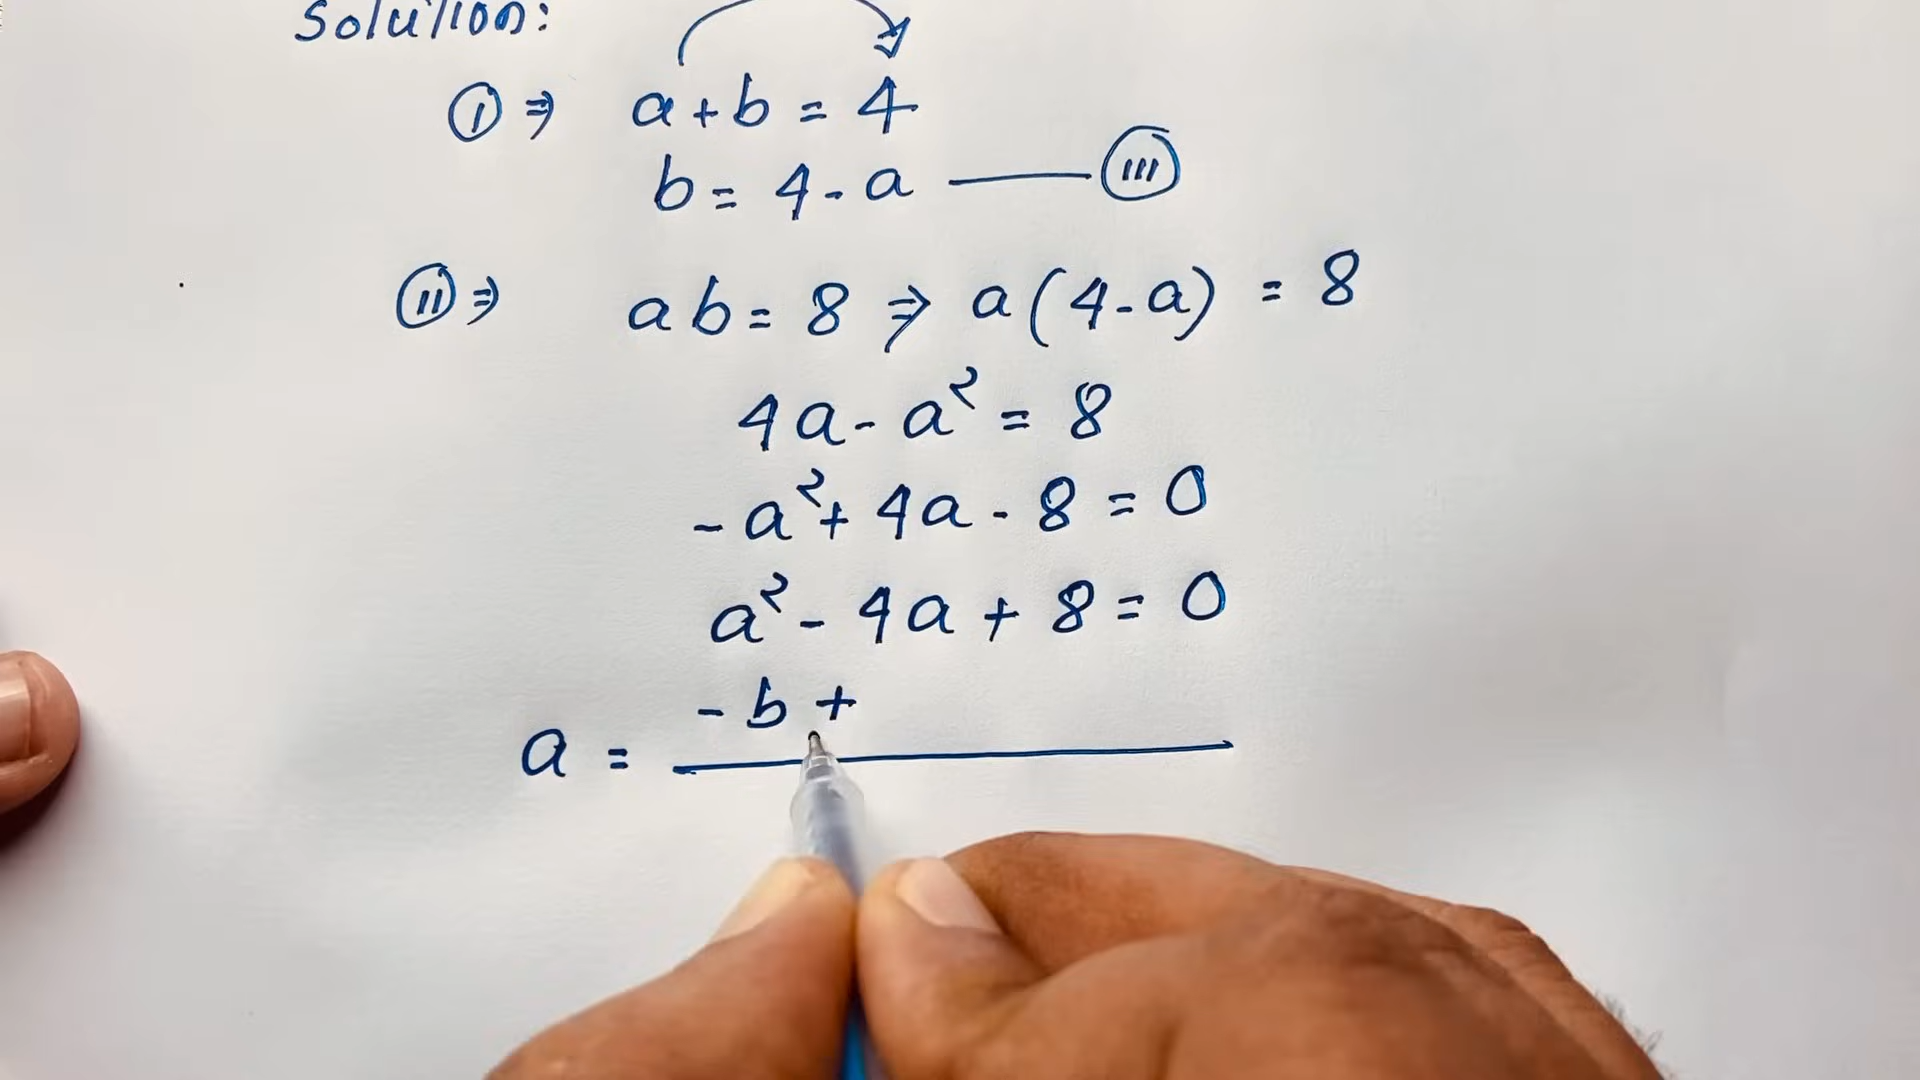 Solution:
(I) ⇒ a + b = 4
b = 4 - a —— (III)
(II) ⇒ ab = 8 ⇒ a(4 - a) = 8
4a - a² = 8
-a² + 4a - 8 = 0
a² - 4a + 8 = 0
- b +
a =